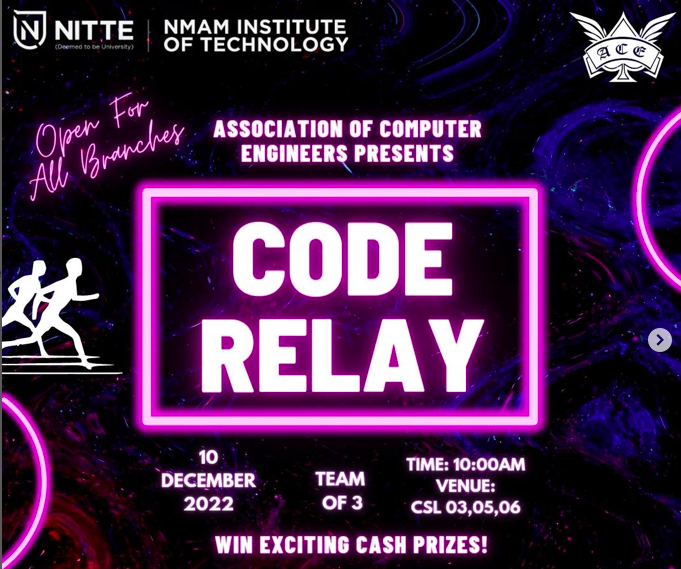 NITTE
(Deemed to be University)
NMAM INSTITUTE
OF TECHNOLOGY
ACE
Open For
All Branches
ASSOCIATION OF COMPUTER
ENGINEERS PRESENTS
CODE
RELAY
10
DECEMBER
2022
TEAM
OF 3
TIME: 10:00AM
VENUE:
CSL 03,05,06
WIN EXCITING CASH PRIZES!